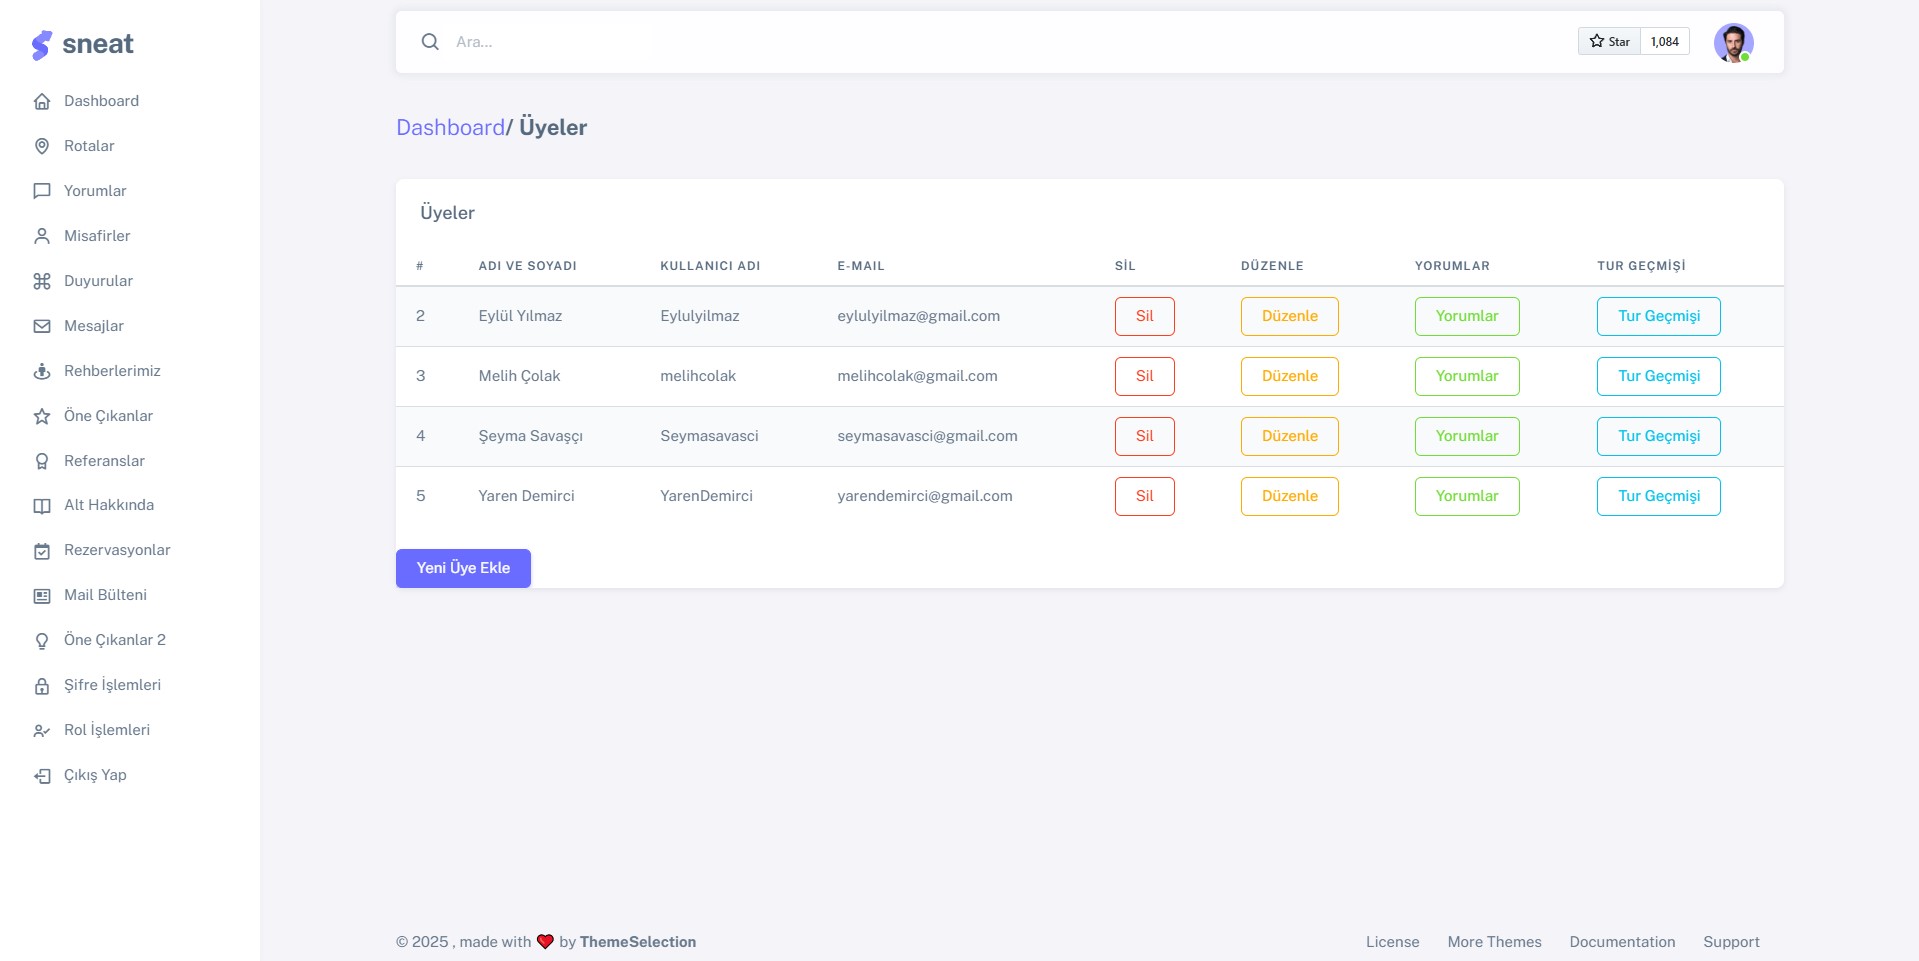 sneat
Dashboard
Rotalar
Yorumlar
Misafirler
Duyurular
Mesajlar
Rehberlerimiz
Öne Çıkanlar
Referanslar
Alt Hakkında
Rezervasyonlar
Mail Bülteni
Öne Çıkanlar 2
Şifre İşlemleri
Rol İşlemleri
Çıkış Yap
Ara...
Star 1,084
Dashboard/ Üyeler
Üyeler
# ADI VE SOYADI KULLANICI ADI E-MAIL SİL DÜZENLE YORUMLAR TUR GEÇMİŞİ
2 Eylül Yılmaz Eylulyilmaz eylulyilmaz@gmail.com Sil Düzenle Yorumlar Tur Geçmişi
3 Melih Çolak melihcolak melihcolak@gmail.com Sil Düzenle Yorumlar Tur Geçmişi
4 Şeyma Savaşçı Seymasavasci seymasavasci@gmail.com Sil Düzenle Yorumlar Tur Geçmişi
5 Yaren Demirci YarenDemirci yarendemirci@gmail.com Sil Düzenle Yorumlar Tur Geçmişi
Yeni Üye Ekle
© 2025 , made with ❤️ by ThemeSelection
License More Themes Documentation Support